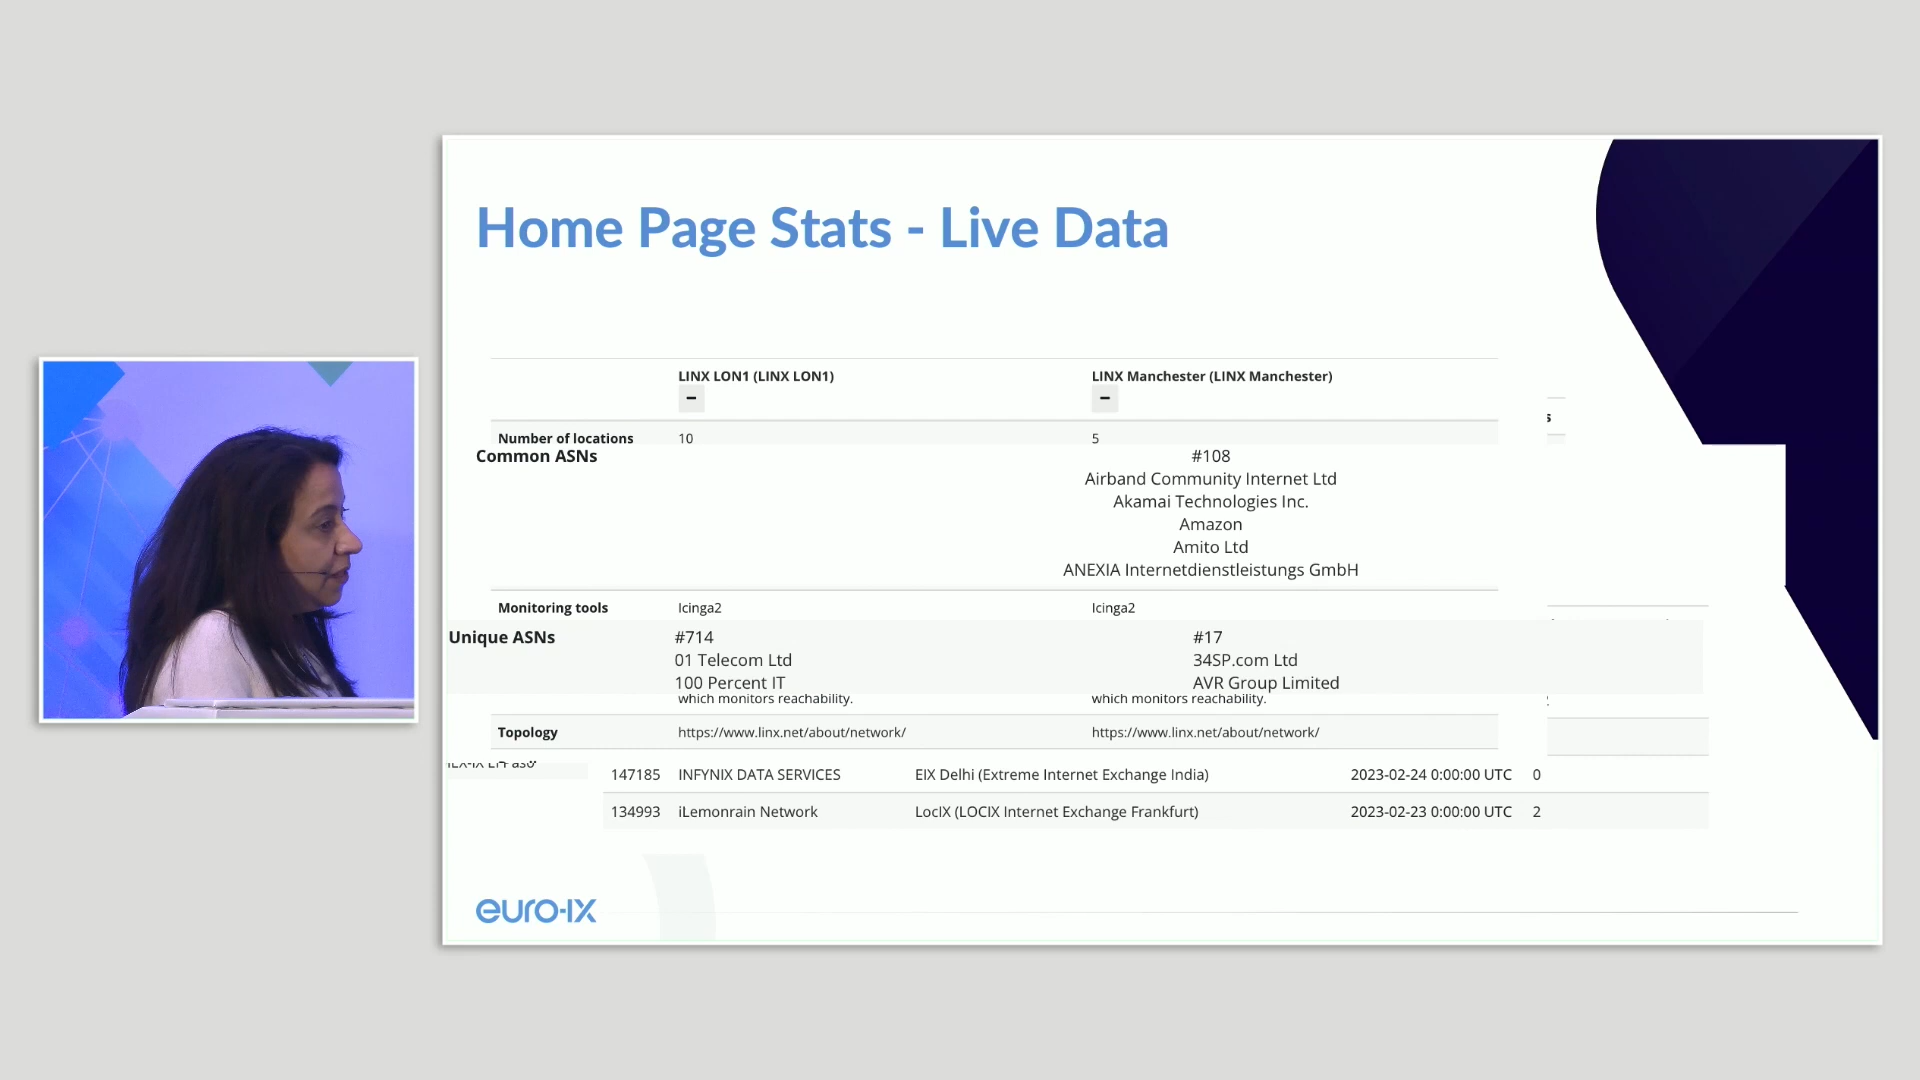 Home Page Stats - Live Data
LINX LON1 (LINX LON1) LINX Manchester (LINX Manchester)
Number of locations 10 5
Common ASNs #108
Airband Community Internet Ltd
Akamai Technologies Inc.
Amazon
Amito Ltd
ANEXIA Internetdienstleistungs GmbH
Monitoring tools Icinga2 Icinga2
Unique ASNs #714 #17
01 Telecom Ltd 34SP.com Ltd
100 Percent IT AVR Group Limited
which monitors reachability. which monitors reachability.
Topology https://www.linx.net/about/network/ https://www.linx.net/about/network/
147185 INFYNIX DATA SERVICES EIX Delhi (Extreme Internet Exchange India) 2023-02-24 0:00:00 UTC 0
134993 iLemonrain Network LocIX (LOCIX Internet Exchange Frankfurt) 2023-02-23 0:00:00 UTC 2
euro-IX